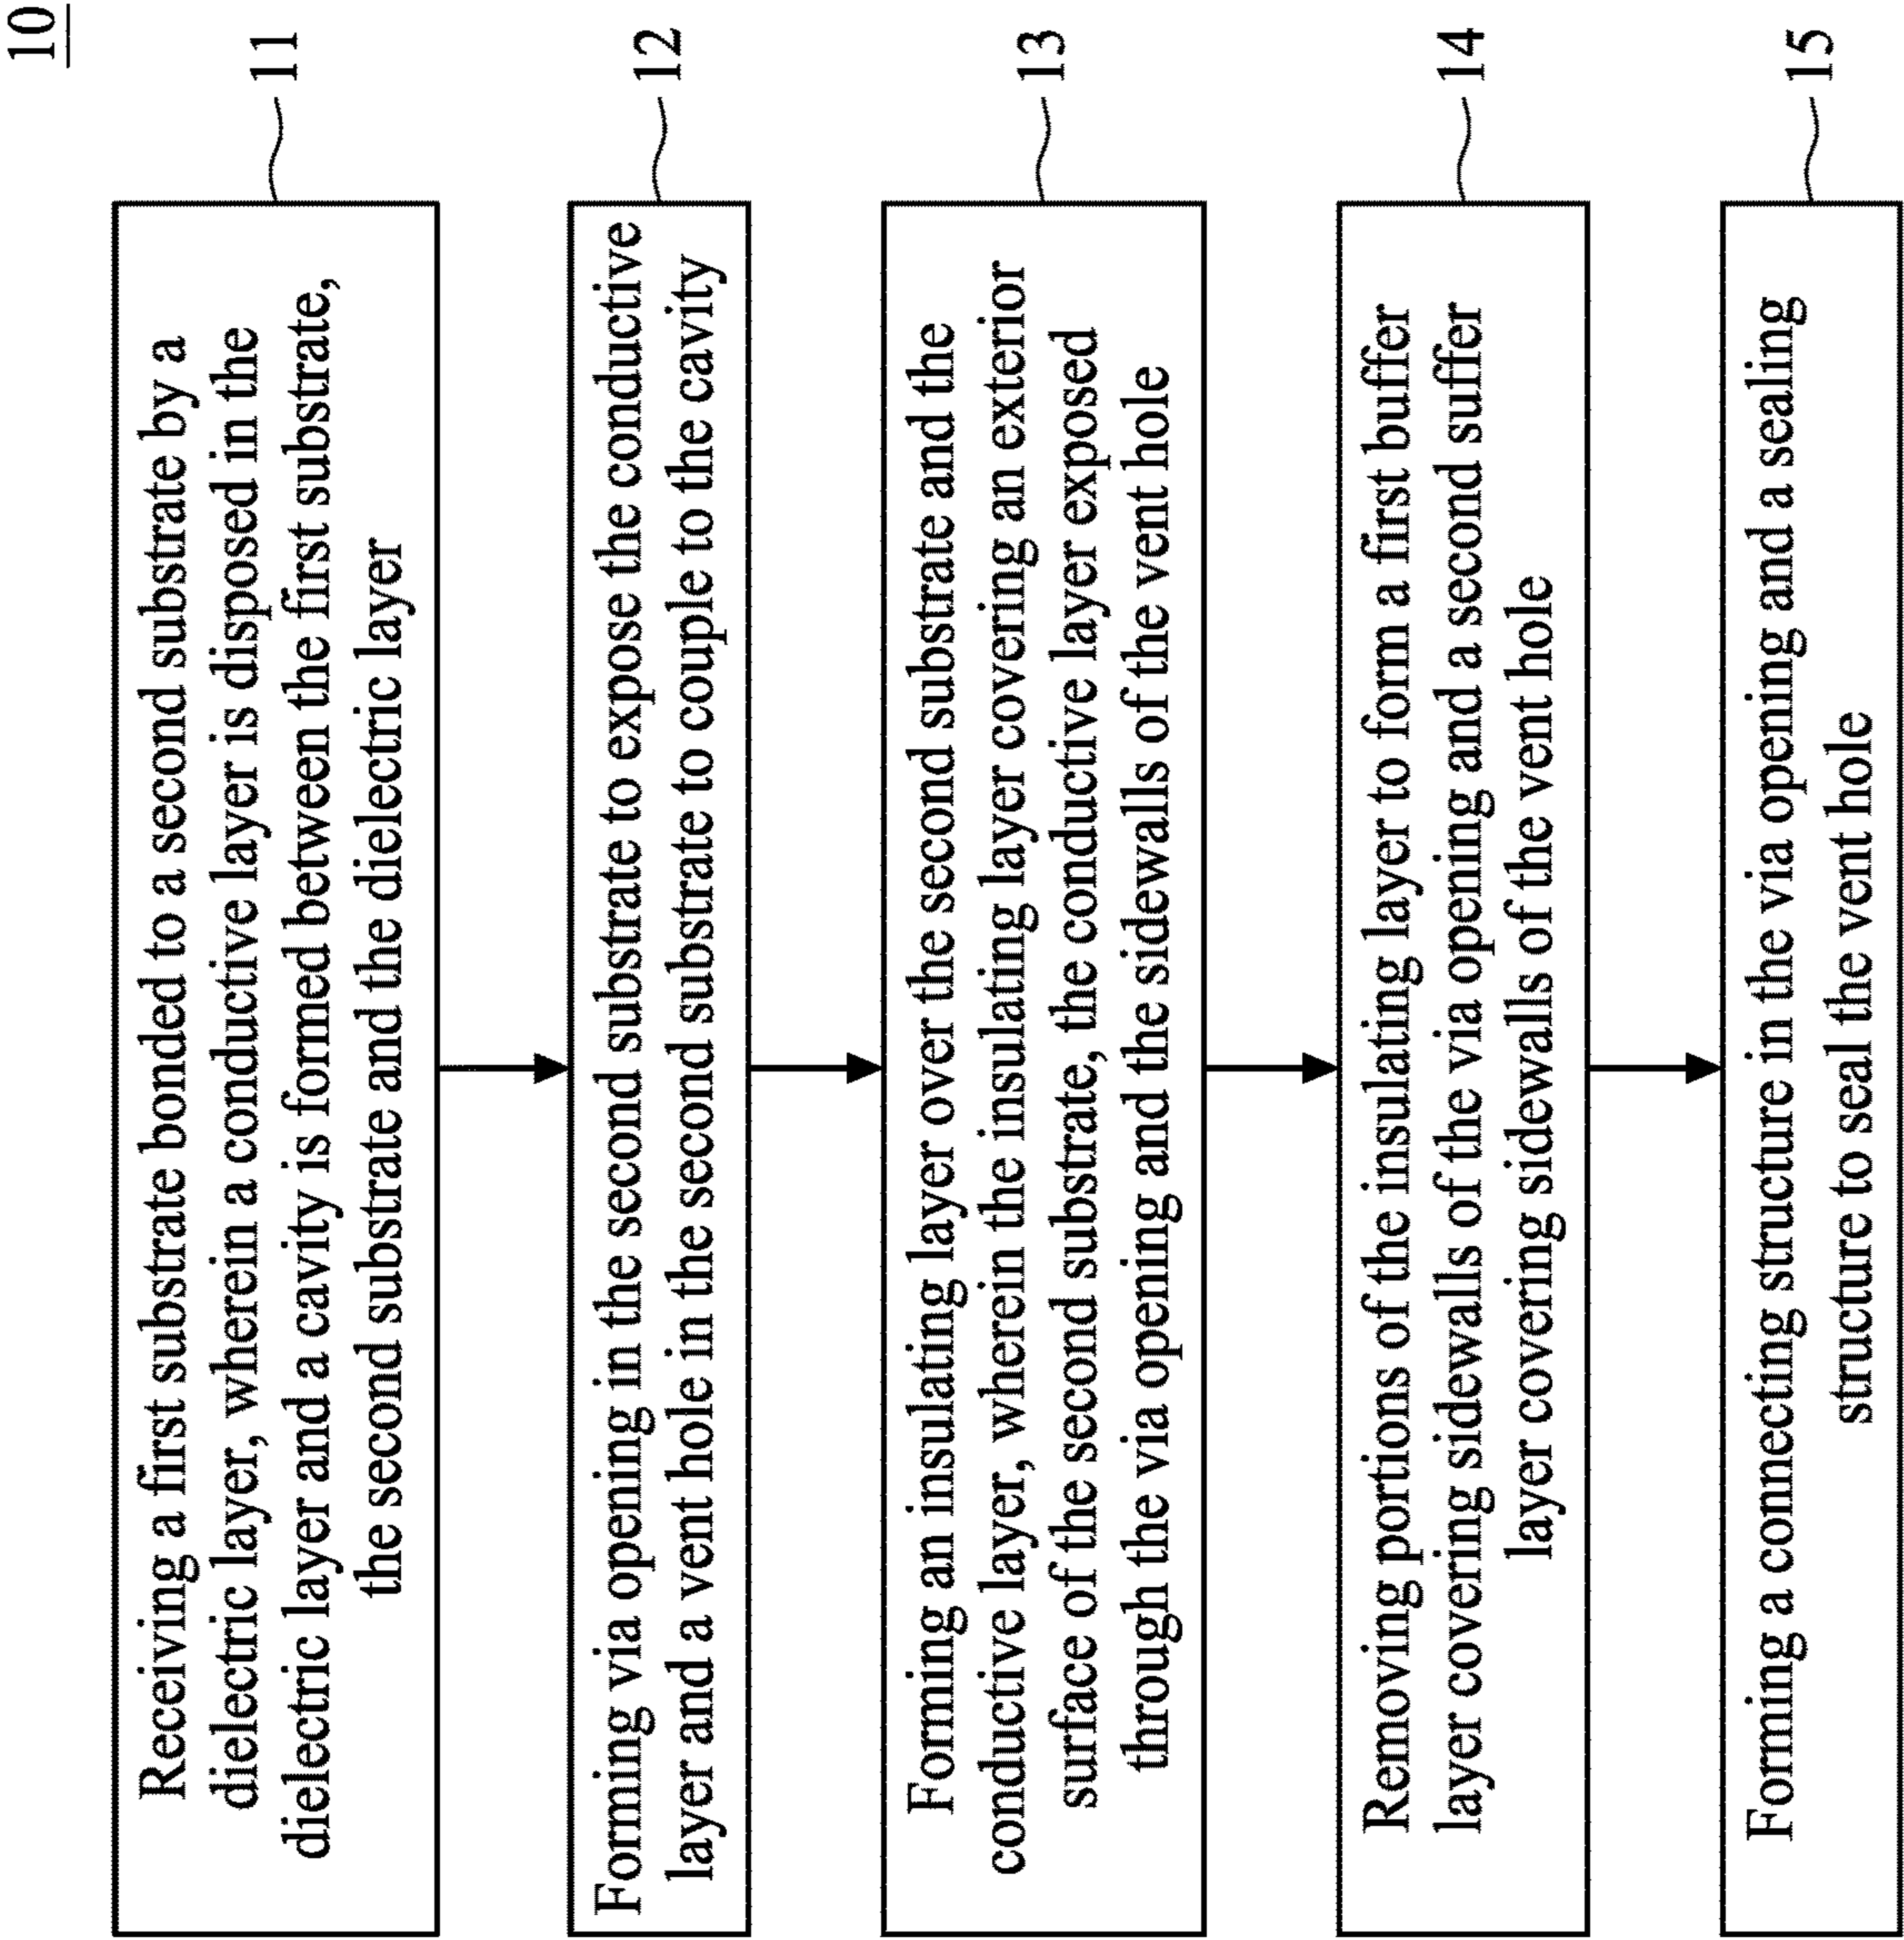 10
Receiving a first substrate bonded to a second substrate by a
dielectric layer, wherein a conductive layer is disposed in the
dielectric layer and a cavity is formed between the first substrate,
the second substrate and the dielectric layer
11
Forming via opening in the second substrate to expose the conductive
layer and a vent hole in the second substrate to couple to the cavity
12
Forming an insulating layer over the second substrate and the
conductive layer, wherein the insulating layer covering an exterior
surface of the second substrate, the conductive layer exposed
through the via opening and the sidewalls of the vent hole
13
Removing portions of the insulating layer to form a first buffer
layer covering sidewalls of the via opening and a second suffer
layer covering sidewalls of the vent hole
14
Forming a connecting structure in the via opening and a sealing
structure to seal the vent hole
15